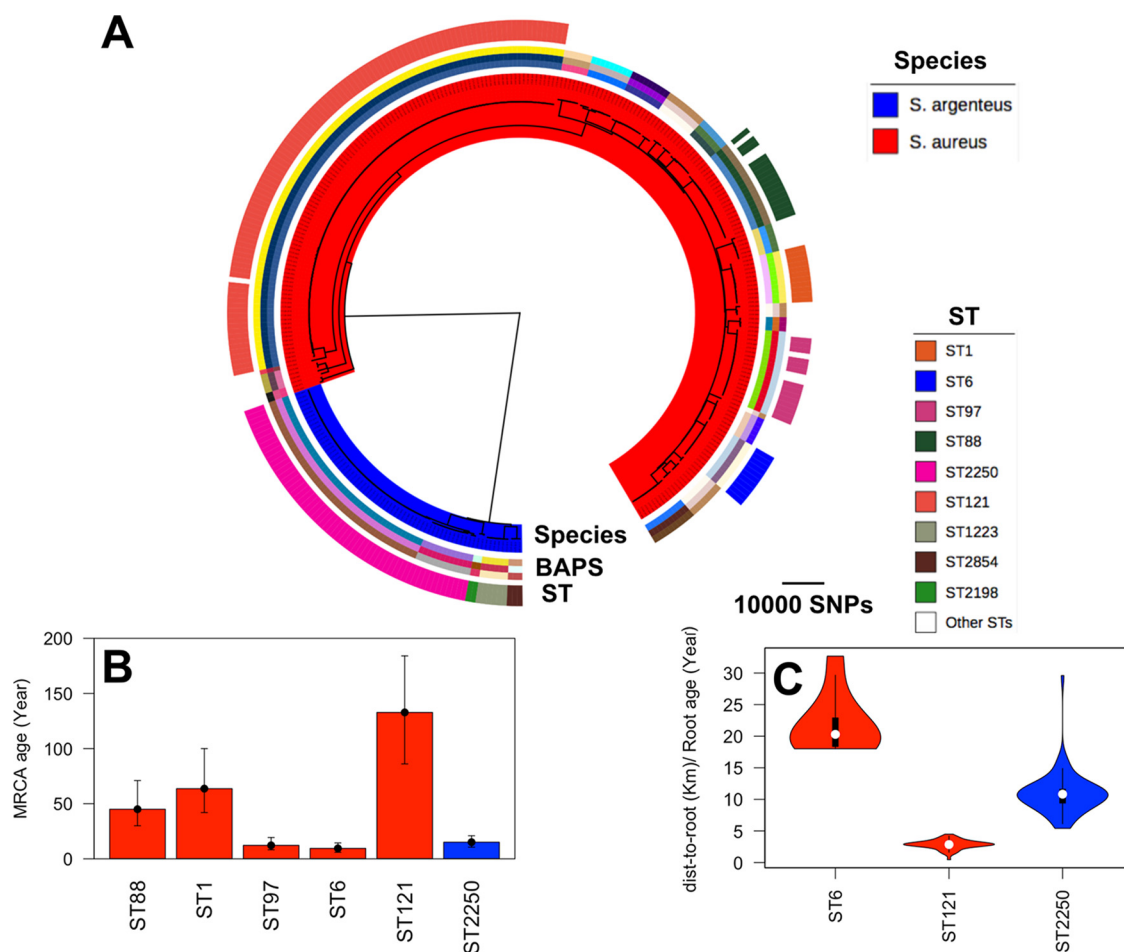 A
Species
S. argenteus
S. aureus
ST
ST1
ST6
ST97
ST88
ST2250
ST121
ST1223
ST2854
ST2198
Other STs
Species
BAPS
ST
10000 SNPs
B
MRCA age (Year)
200
150
100
50
0
ST88
ST1
ST97
ST6
ST121
ST2250
C
dist-to-root (Km)/ Root age (Year)
30
25
20
15
10
5
0
ST6
ST121
ST2250